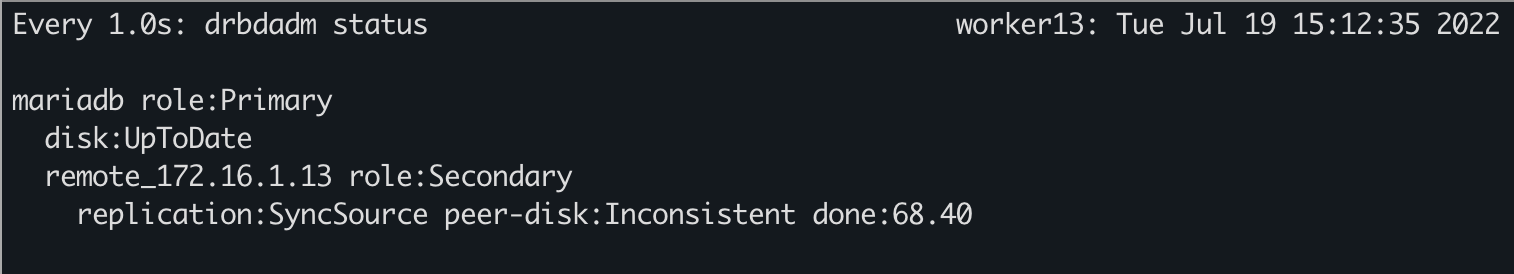 Every 1.0s: drbdadm status worker13: Tue Jul 19 15:12:35 2022
mariadb role:Primary
disk:UpToDate
remote_172.16.1.13 role:Secondary
replication:SyncSource peer-disk:Inconsistent done:68.40